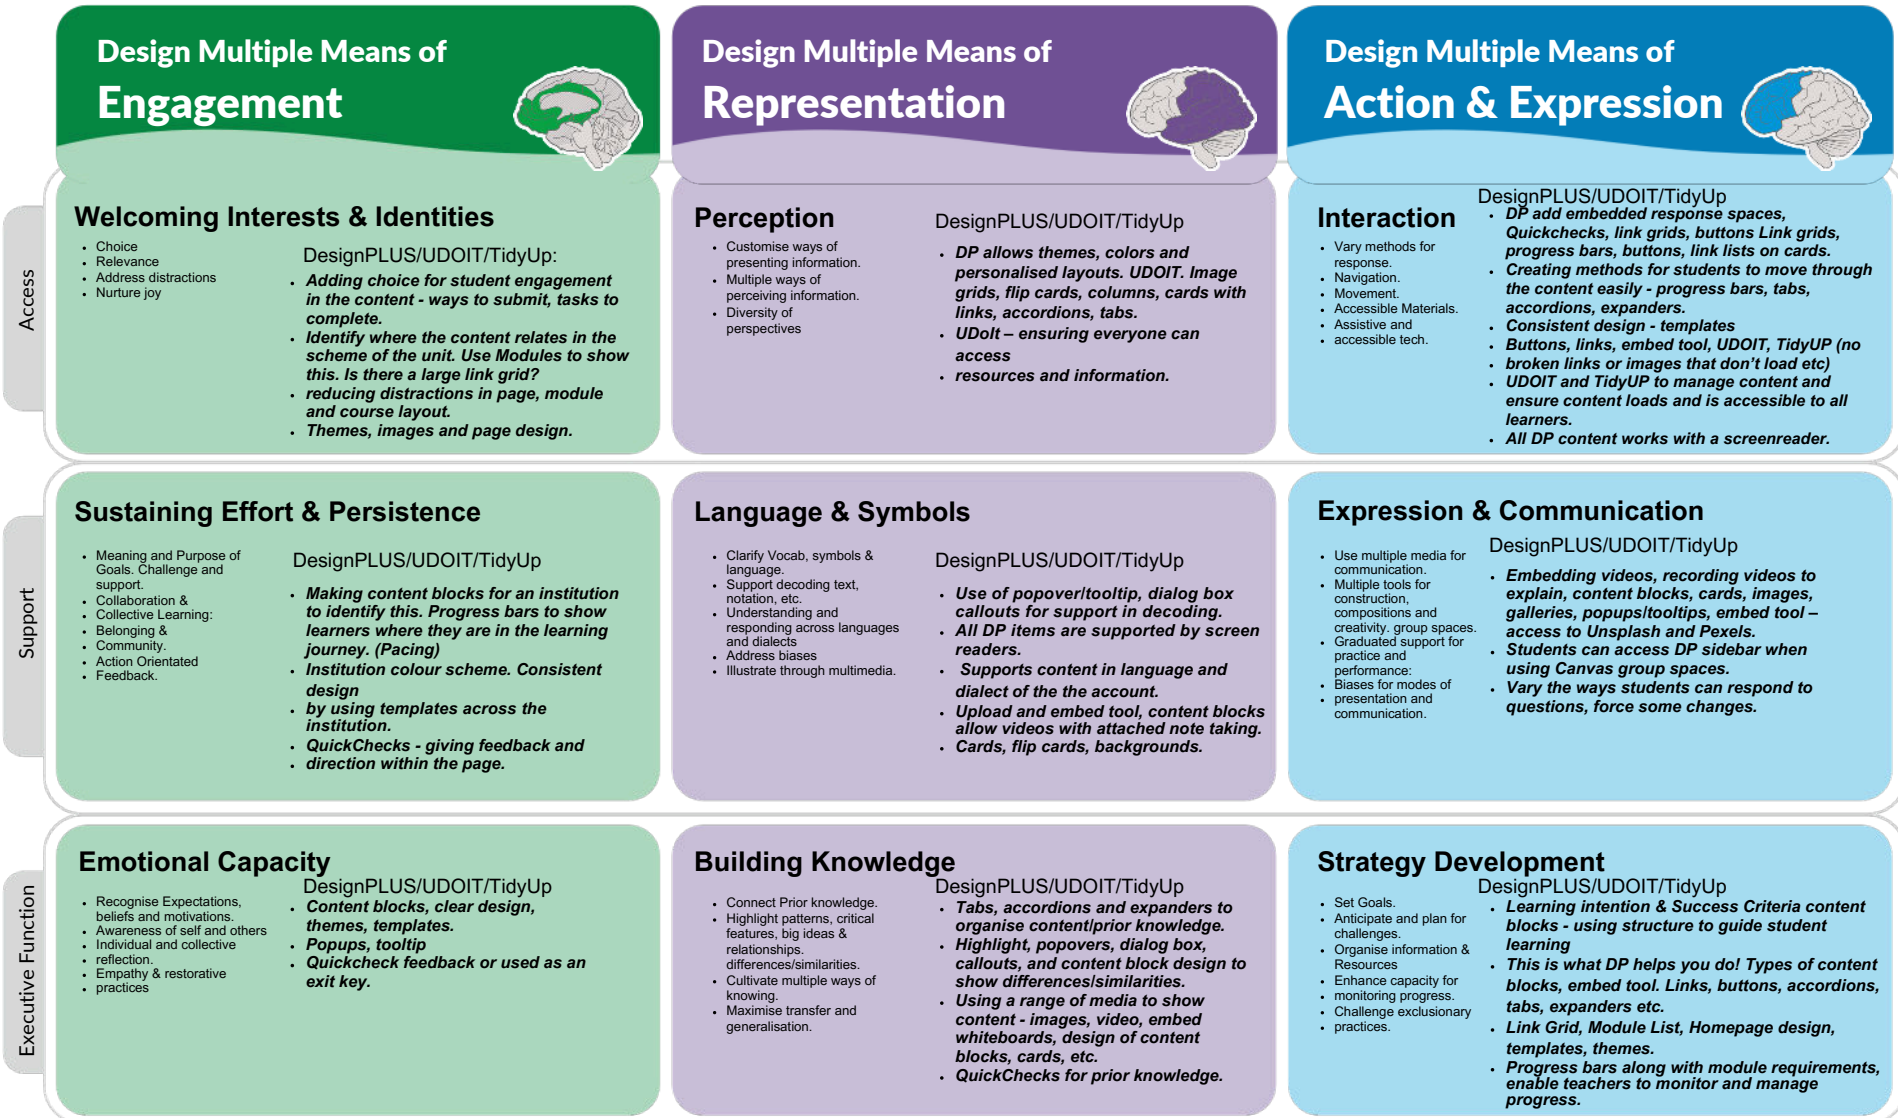 Design Multiple Means of
Engagement
Design Multiple Means of
Representation
Design Multiple Means of
Action & Expression
Access
Welcoming Interests & Identities
• Choice
• Relevance
• Address distractions
• Nurture joy
DesignPLUS/UDOIT/TidyUp:
• Adding choice for student engagement
in the content - ways to submit, tasks to
complete.
• Identify where the content relates in the
scheme of the unit. Use Modules to show
this. Is there a large link grid?
• reducing distractions in page, module
and course layout.
• Themes, images and page design.
Perception
• Customise ways of
presenting information.
• Multiple ways of
perceiving information.
• Diversity of
perspectives
DesignPLUS/UDOIT/TidyUp
• DP allows themes, colors and
personalised layouts. UDOIT. Image
grids, flip cards, columns, cards with
links, accordions, tabs.
• UDoIt – ensuring everyone can
access
• resources and information.
Interaction
• Vary methods for
response.
• Navigation.
• Movement.
• Accessible Materials.
• Assistive and
• accessible tech.
DesignPLUS/UDOIT/TidyUp
• DP add embedded response spaces,
Quickchecks, link grids, buttons Link grids,
progress bars, buttons, link lists on cards.
• Creating methods for students to move through
the content easily - progress bars, tabs,
accordions, expanders.
• Consistent design - templates
• Buttons, links, embed tool, UDOIT, TidyUP (no
• broken links or images that don't load etc)
• UDOIT and TidyUP to manage content and
ensure content loads and is accessible to all
learners.
• All DP content works with a screenreader.
Support
Sustaining Effort & Persistence
• Meaning and Purpose of
Goals. Challenge and
support.
• Collaboration &
• Collective Learning:
• Belonging &
• Community.
• Action Orientated
• Feedback.
DesignPLUS/UDOIT/TidyUp
• Making content blocks for an institution
to identify this. Progress bars to show
learners where they are in the learning
journey. (Pacing)
• Institution colour scheme. Consistent
design
• by using templates across the
institution.
• QuickChecks - giving feedback and
• direction within the page.
Language & Symbols
• Clarify Vocab, symbols &
language.
• Support decoding text,
notation, etc.
• Understanding and
responding across languages
and dialects
• Address biases
• Illustrate through multimedia.
DesignPLUS/UDOIT/TidyUp
• Use of popover/tooltip, dialog box
callouts for support in decoding.
• All DP items are supported by screen
readers.
• Supports content in language and
dialect of the the account.
• Upload and embed tool, content blocks
allow videos with attached note taking.
• Cards, flip cards, backgrounds.
Expression & Communication
• Use multiple media for
communication.
• Multiple tools for
construction,
compositions and
creativity. group spaces.
• Graduated support for
practice and
performance:
• Biases for modes of
• presentation and
communication.
DesignPLUS/UDOIT/TidyUp
• Embedding videos, recording videos to
explain, content blocks, cards, images,
galleries, popups/tooltips, embed tool –
access to Unsplash and Pexels.
• Students can access DP sidebar when
using Canvas group spaces.
• Vary the ways students can respond to
questions, force some changes.
Executive Function
Emotional Capacity
• Recognise Expectations,
beliefs and motivations.
• Awareness of self and others
• Individual and collective
• reflection.
• Empathy & restorative
• practices
DesignPLUS/UDOIT/TidyUp
• Content blocks, clear design,
themes, templates.
• Popups, tooltip
• Quickcheck feedback or used as an
exit key.
Building Knowledge
• Connect Prior knowledge.
• Highlight patterns, critical
features, big ideas &
relationships.
differences/similarities.
• Cultivate multiple ways of
knowing.
• Maximise transfer and
generalisation.
DesignPLUS/UDOIT/TidyUp
• Tabs, accordions and expanders to
organise content/prior knowledge.
• Highlight, popovers, dialog box,
callouts, and content block design to
show differences/similarities.
• Using a range of media to show
content - images, video, embed
whiteboards, design of content
blocks, cards, etc.
• QuickChecks for prior knowledge.
Strategy Development
• Set Goals.
• Anticipate and plan for
challenges.
• Organise information &
Resources
• Enhance capacity for
• monitoring progress.
• Challenge exclusionary
• practices.
DesignPLUS/UDOIT/TidyUp
• Learning intention & Success Criteria content
blocks - using structure to guide student
learning
• This is what DP helps you do! Types of content
blocks, embed tool. Links, buttons, accordions,
tabs, expanders etc.
• Link Grid, Module List, Homepage design,
templates, themes.
• Progress bars along with module requirements,
enable teachers to monitor and manage
progress.